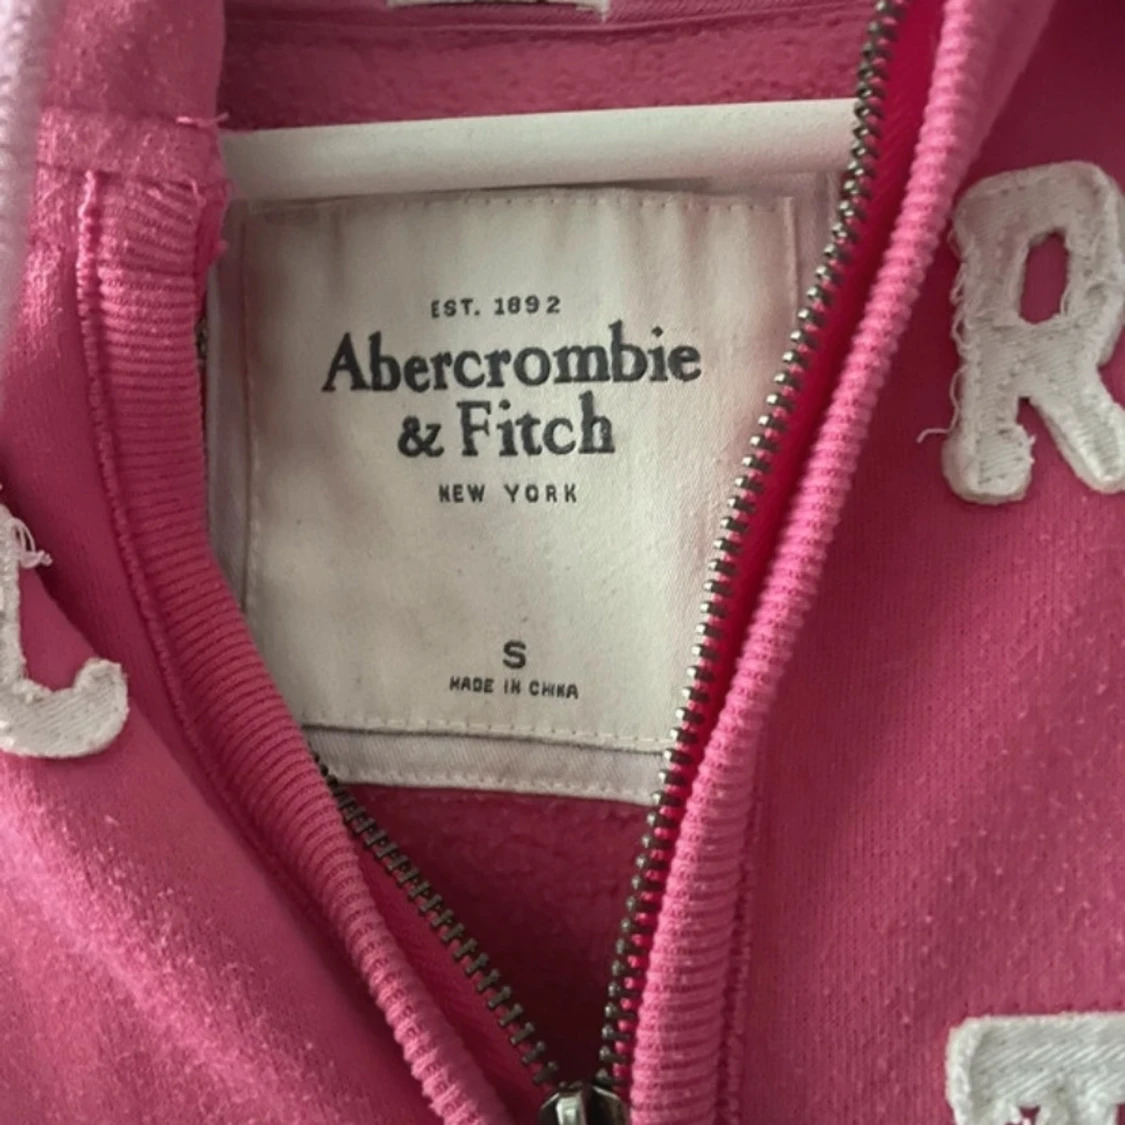 EST. 1892
Abercrombie
& Fitch
NEW YORK
S
MADE IN CHINA
R